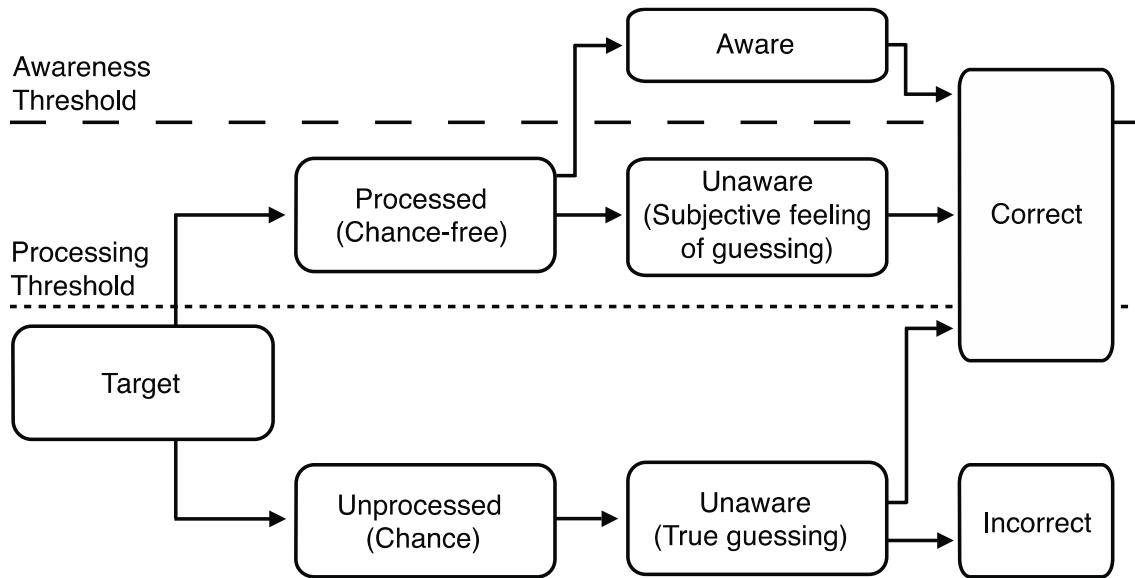 Aware
Awareness
Threshold
Processed
(Chance-free)
Unaware
(Subjective feeling
of guessing)
Correct
Processing
Threshold
Target
Unprocessed
(Chance)
Unaware
(True guessing)
Incorrect